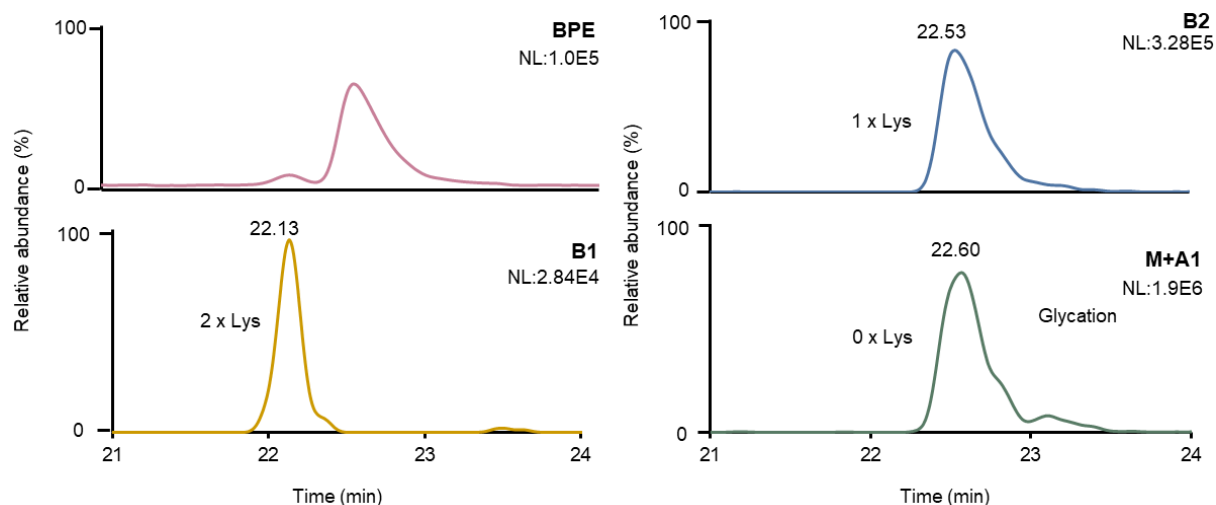 100
BPE
NL:1.0E5
0
Relative abundance (%)
100
22.13
B1
NL:2.84E4
2 x Lys
0
21
22
23
24
Time (min)
100
22.53
B2
NL:3.28E5
1 x Lys
0
Relative abundance (%)
100
22.60
M+A1
NL:1.9E6
Glycation
0 x Lys
0
21
22
23
24
Time (min)